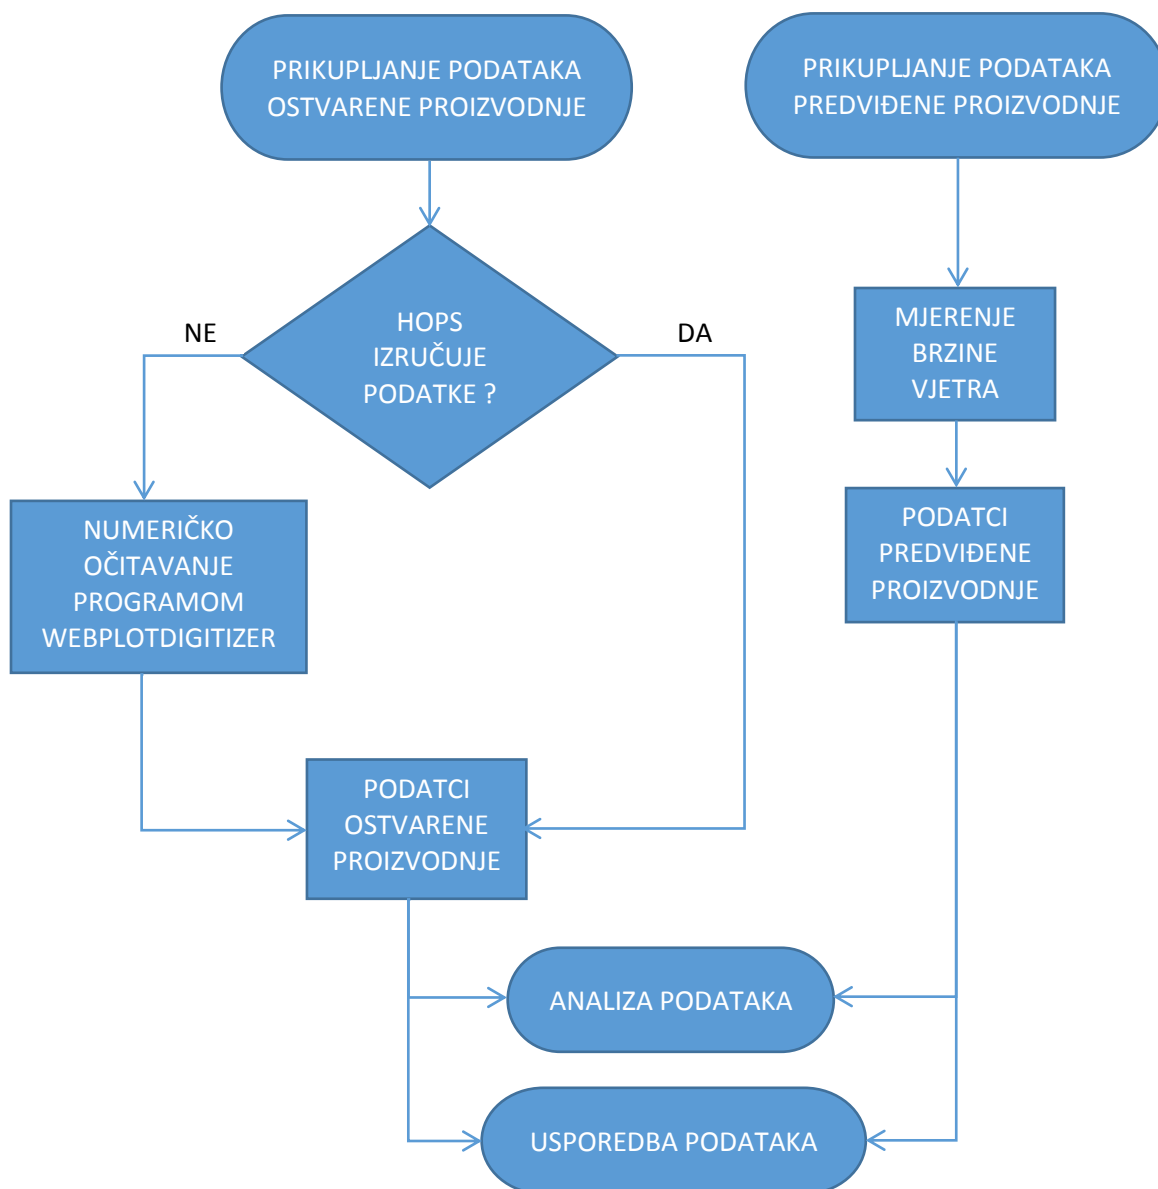 PRIKUPLJANJE PODATAKA
OSTVARENE PROIZVODNJE
PRIKUPLJANJE PODATAKA
PREDVIĐENE PROIZVODNJE
HOPS
IZRUČUJE
PODATKE ?
NE
DA
MJERENJE
BRZINE
VJETRA
NUMERIČKO
OČITAVANJE
PROGRAMOM
WEBPLOTDIGITIZER
PODATCI
PREDVIĐENE
PROIZVODNJE
PODATCI
OSTVARENE
PROIZVODNJE
ANALIZA PODATAKA
USPOREDBA PODATAKA